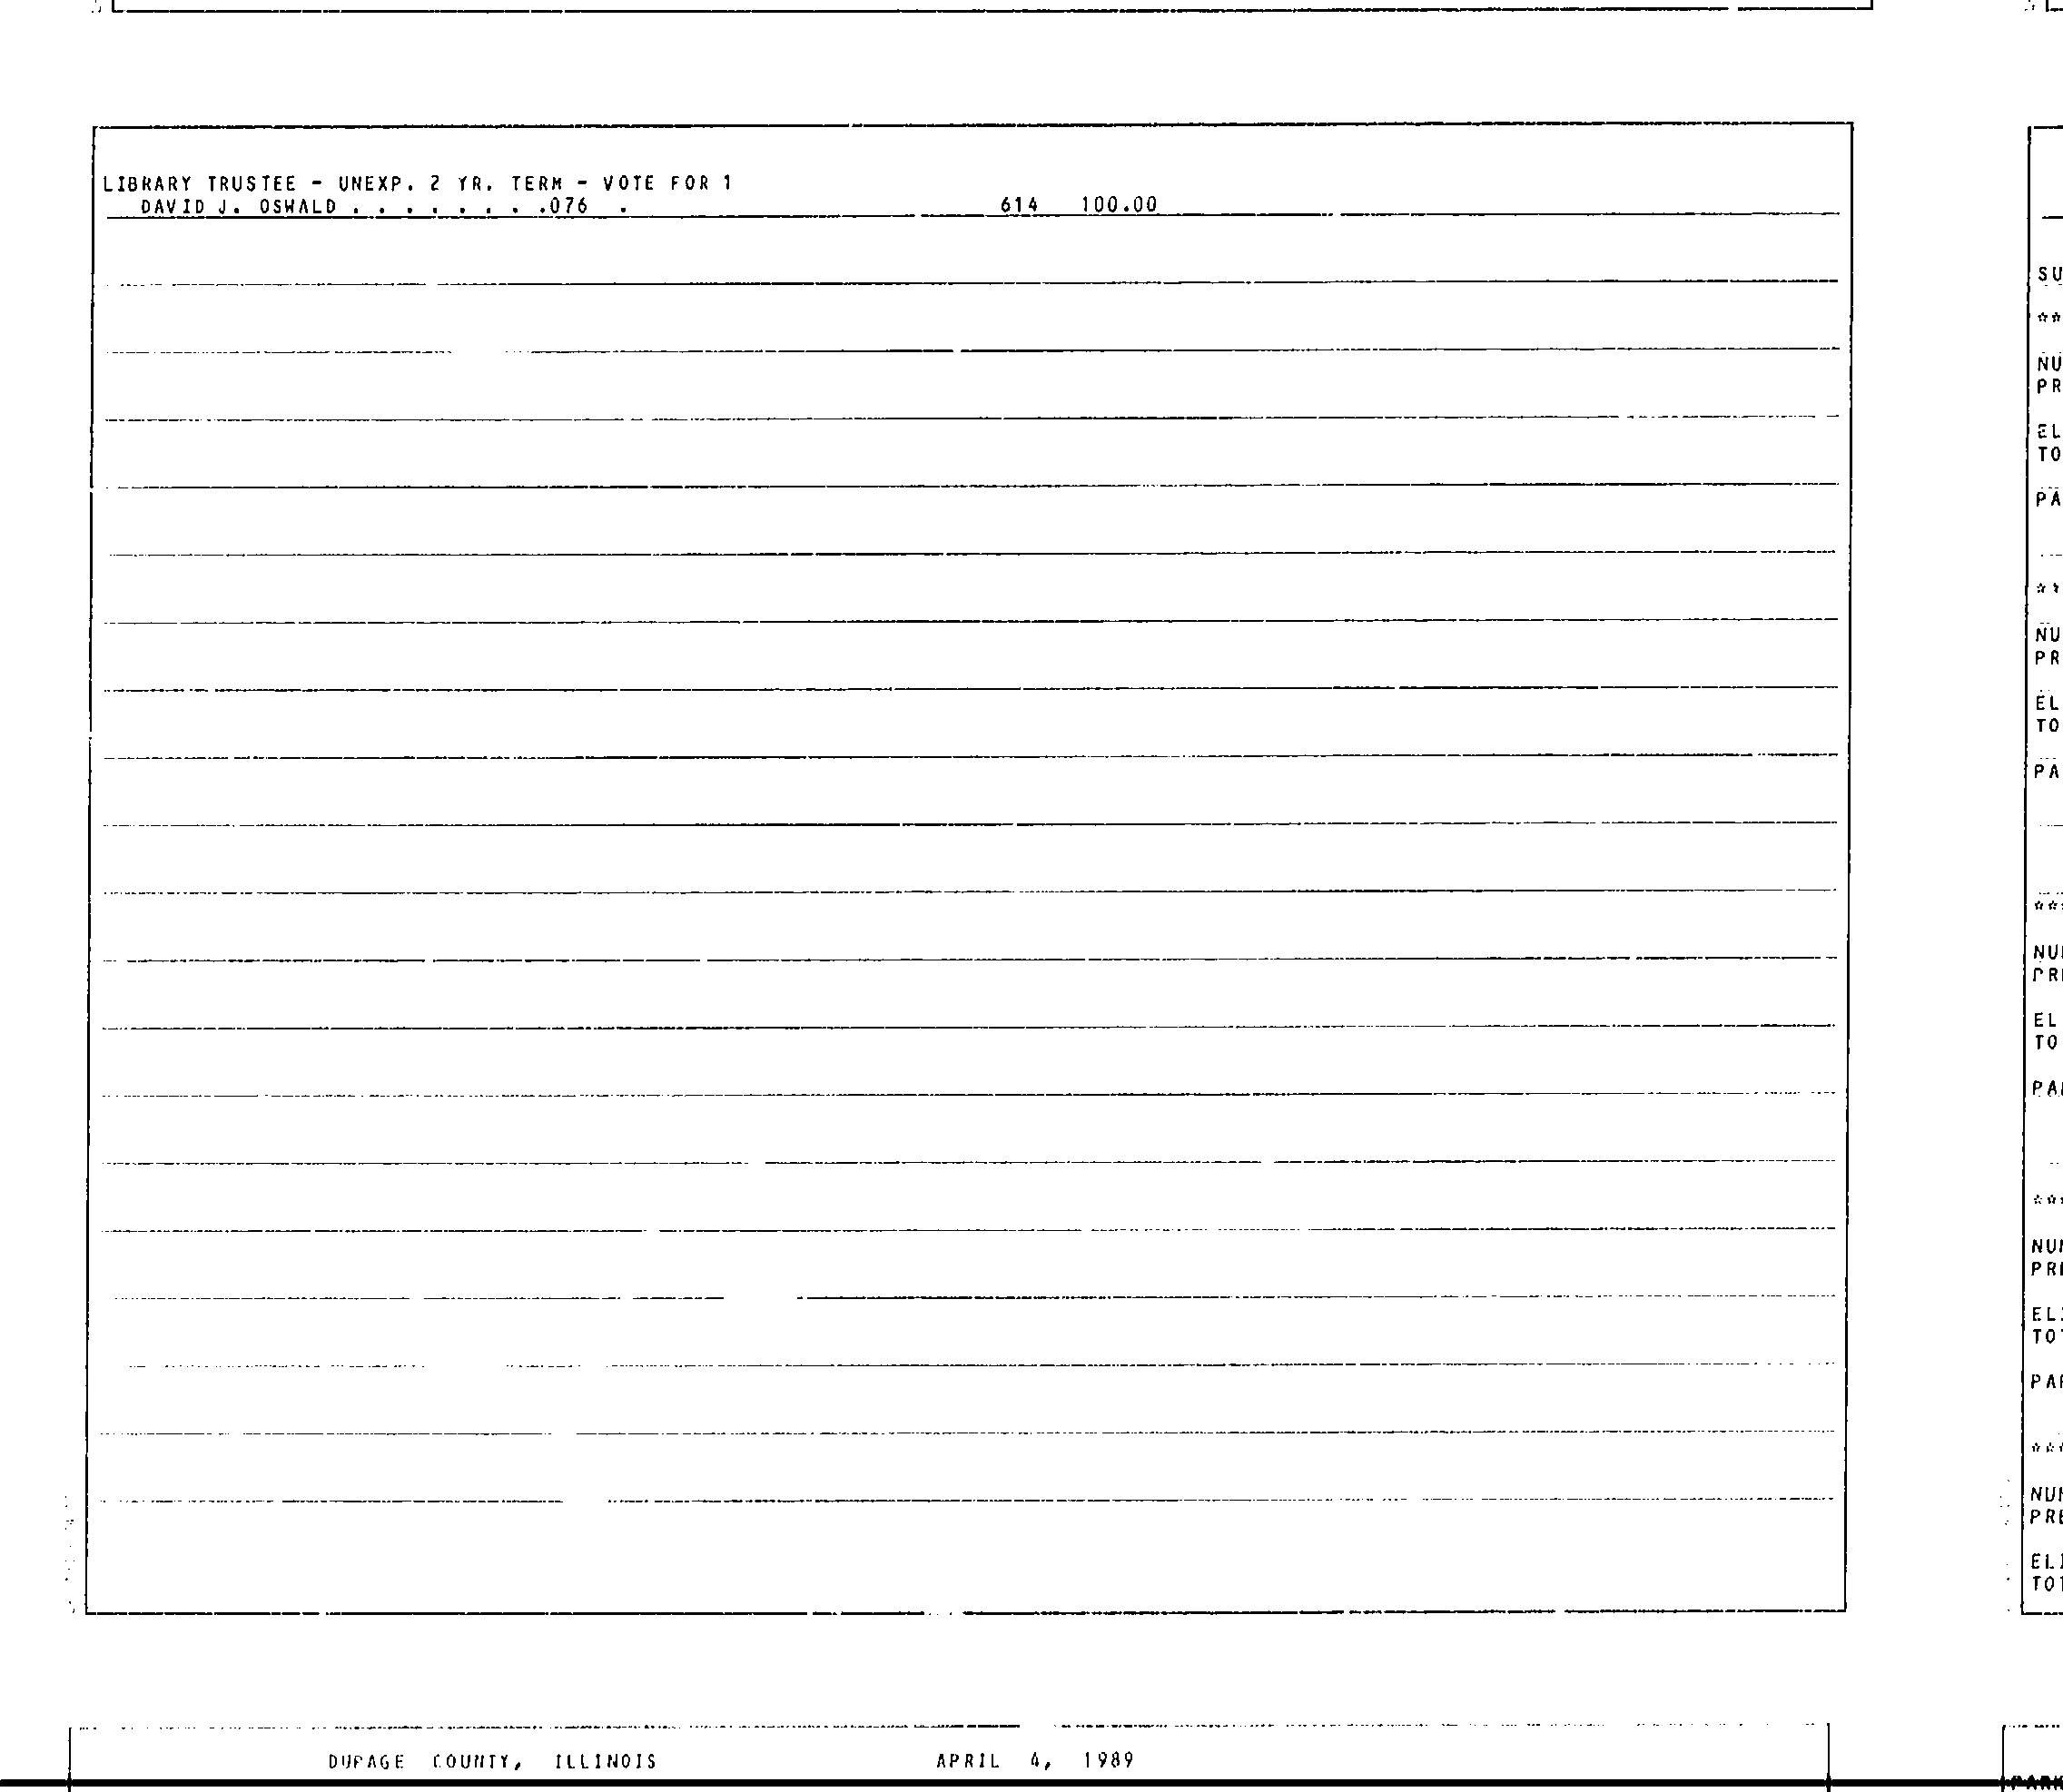 LIBRARY TRUSTEE - UNEXP. 2 YR. TERM - VOTE FOR 1
DAVID J. OSWALD . . . . . . . .076 . 614 100.00
DUPAGE COUNTY, ILLINOIS APRIL 4, 1989
SU
**
NU
PR
EL
TO
PA
NU
PR
EL
TO
PA
NU
PR
EL
TO
PA
NU
PR
EL
TO
PA
NU
PRE
EL
TO